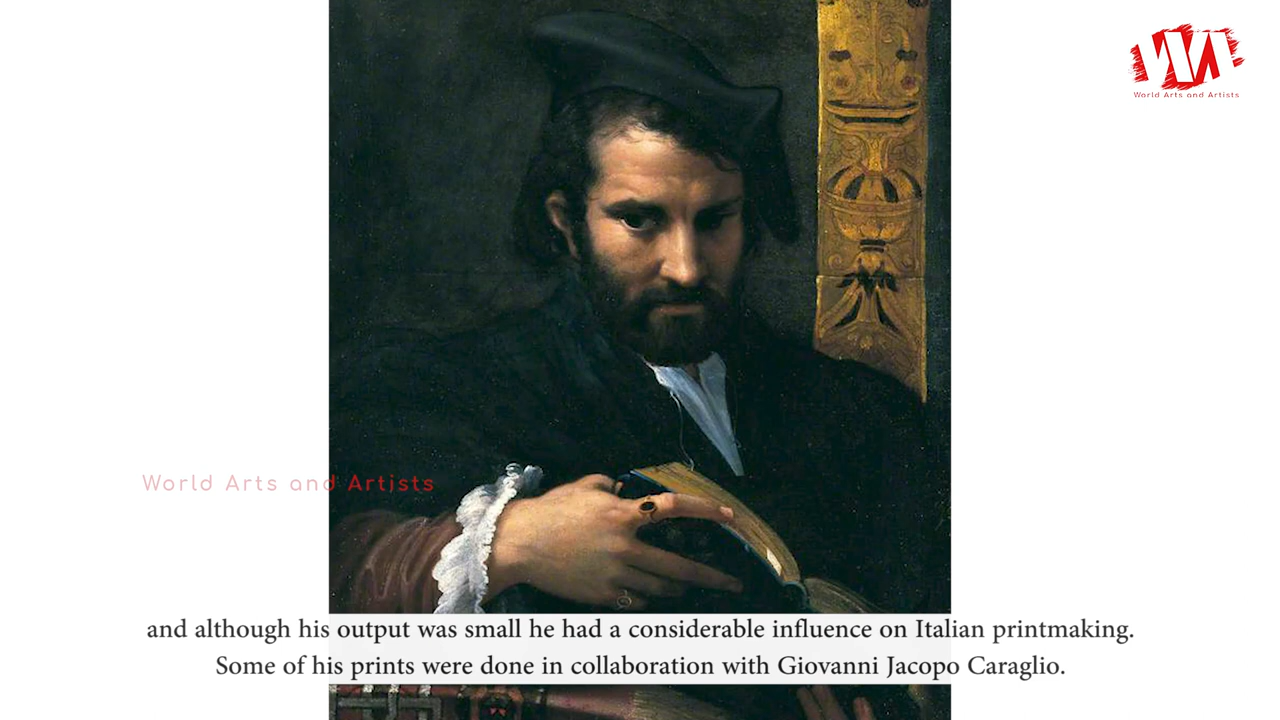 World Arts and Artists
World Arts and Artists
and although his output was small he had a considerable influence on Italian printmaking.
Some of his prints were done in collaboration with Giovanni Jacopo Caraglio.